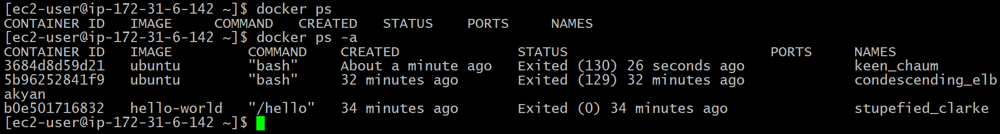 [ec2-user@ip-172-31-6-142 ~]$ docker ps
CONTAINER ID   IMAGE     COMMAND   CREATED   STATUS    PORTS     NAMES
[ec2-user@ip-172-31-6-142 ~]$ docker ps -a
CONTAINER ID   IMAGE         COMMAND    CREATED              STATUS                        PORTS     NAMES
3684d8d59d21   ubuntu        "bash"     About a minute ago   Exited (130) 26 seconds ago             keen_chaum
5b96252841f9   ubuntu        "bash"     32 minutes ago       Exited (129) 32 minutes ago             condescending_elb
akyan
b0e501716832   hello-world   "/hello"   34 minutes ago       Exited (0) 34 minutes ago               stupefied_clarke
[ec2-user@ip-172-31-6-142 ~]$